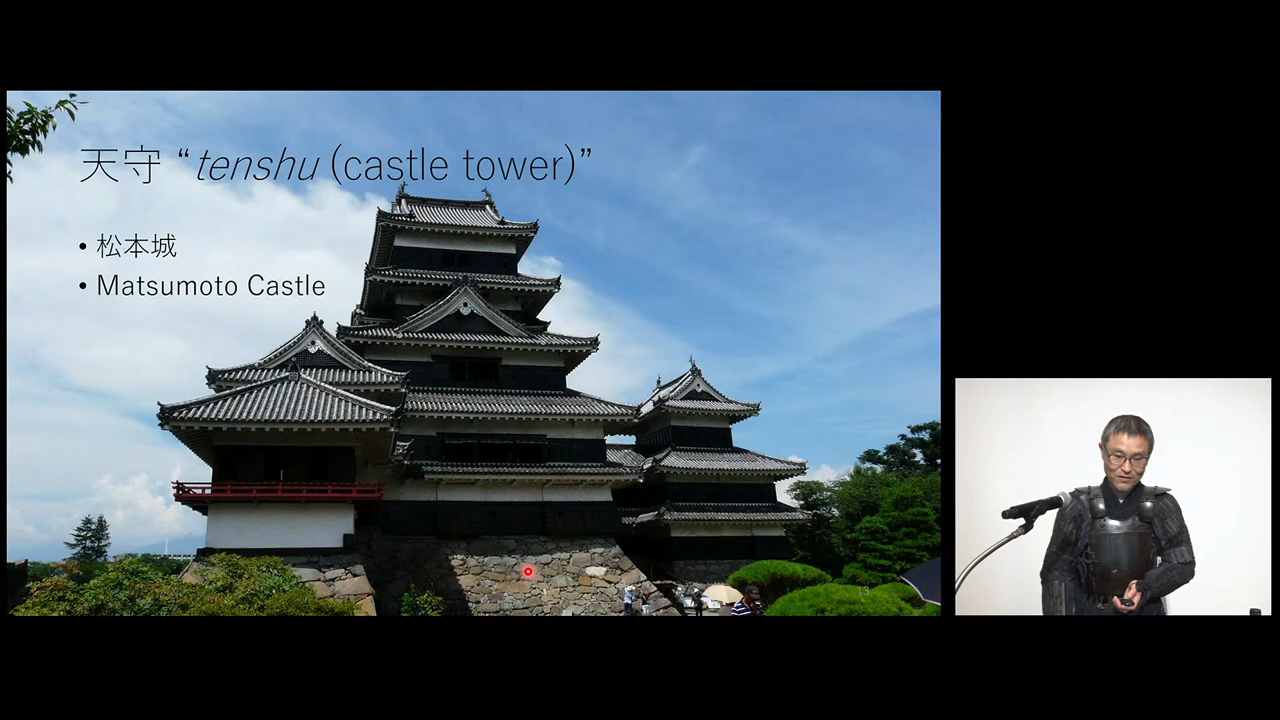 天守 “tenshu (castle tower)”
• 松本城
• Matsumoto Castle